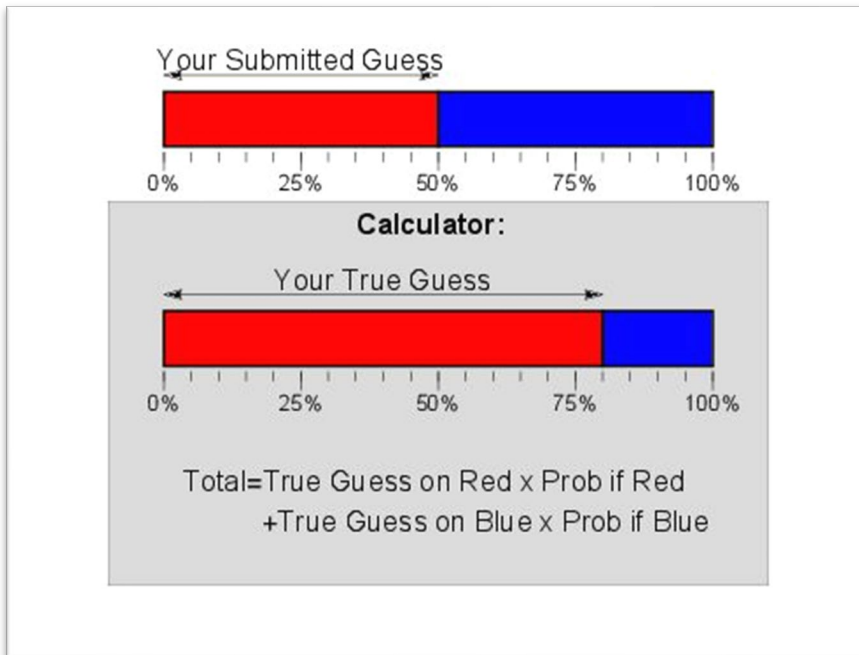 Your Submitted Guess
0% 25% 50% 75% 100%
Calculator:
Your True Guess
0% 25% 50% 75% 100%
Total=True Guess on Red x Prob if Red
+True Guess on Blue x Prob if Blue